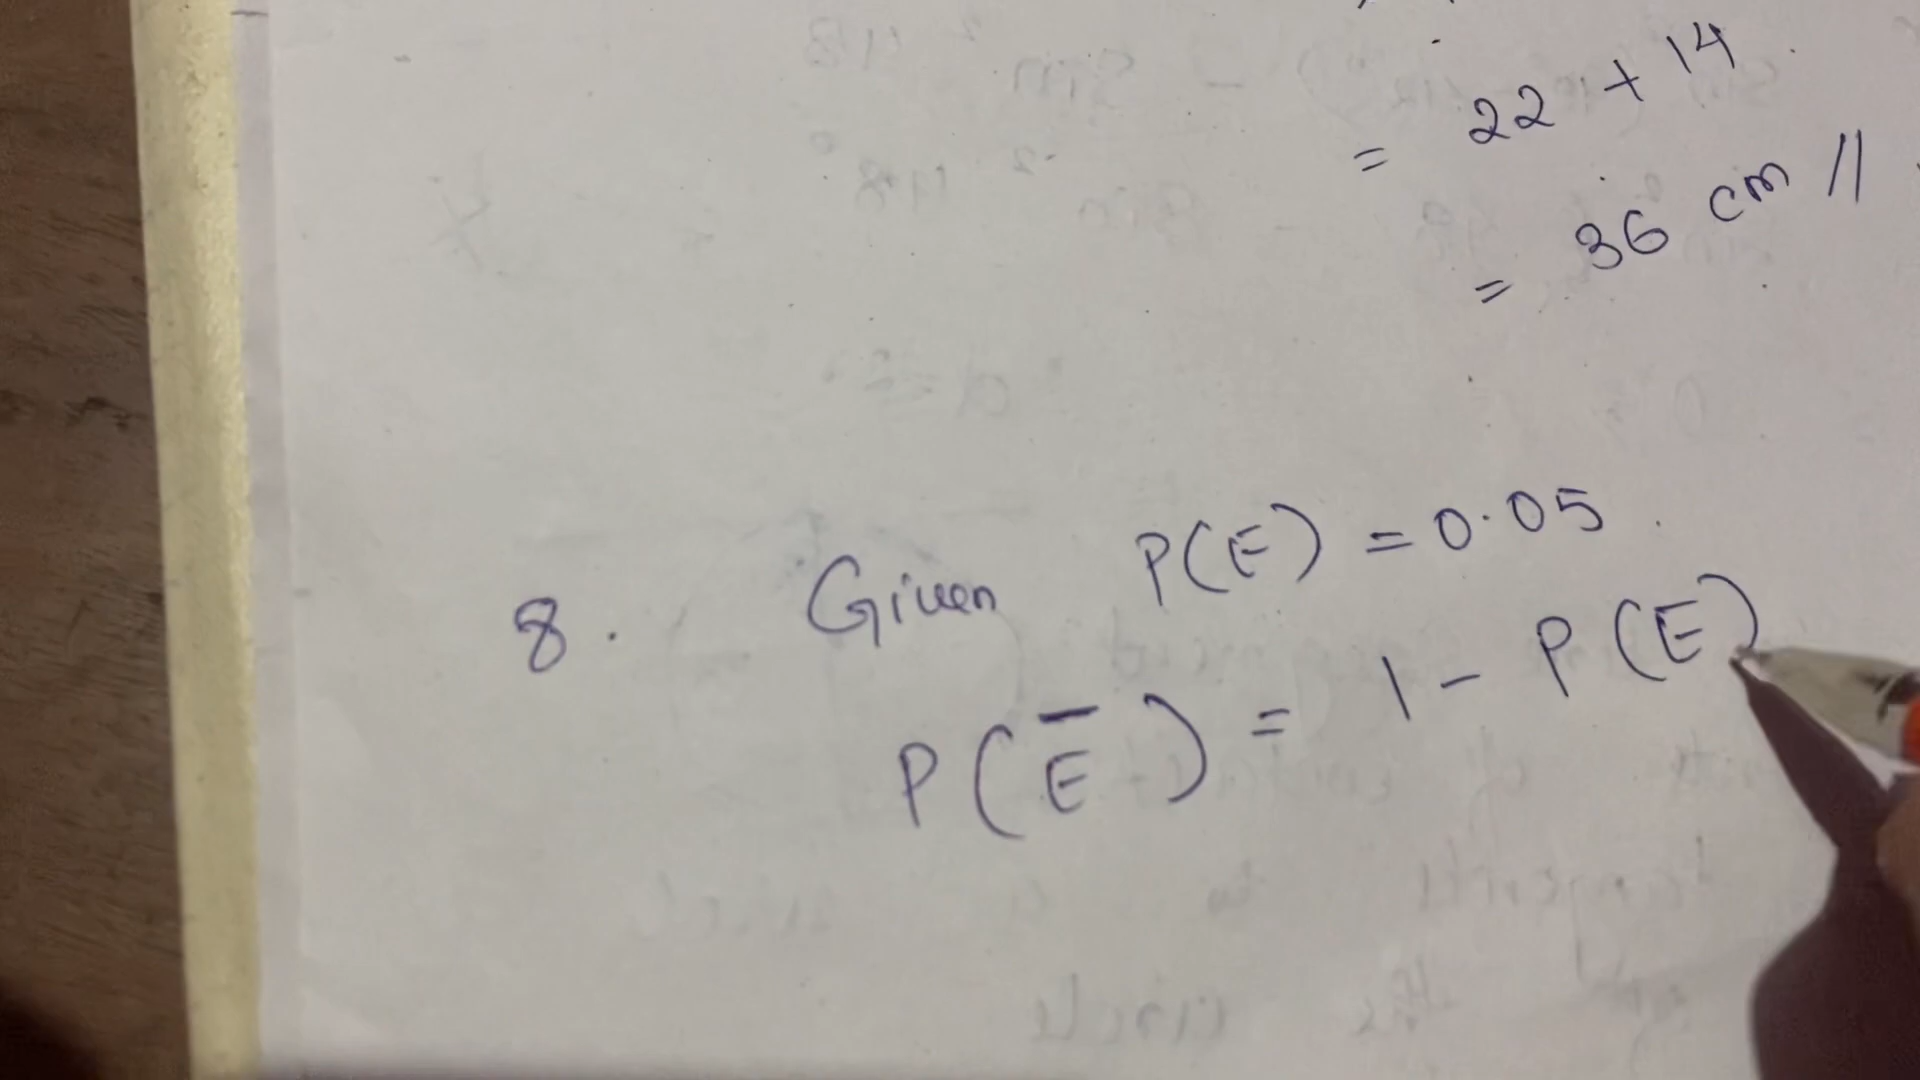 = 22 + 14
= 36 cm //
8. Given P(E) = 0.05
P(E̅) = 1 - P(E)